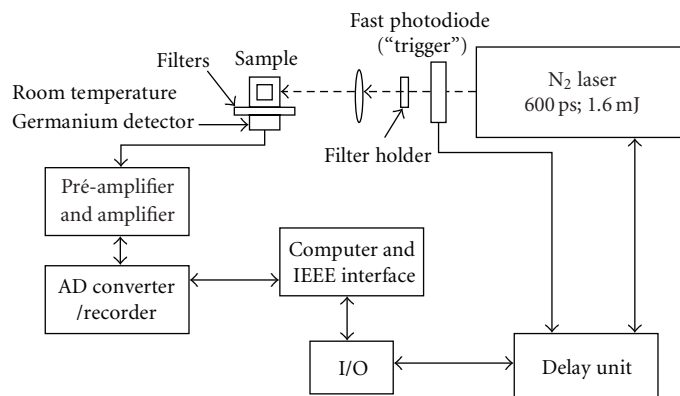 Fast photodiode
("trigger")
Sample
Filters
N2 laser
600 ps; 1.6 mJ
Room temperature
Germanium detector
Filter holder
Pré-amplifier
and amplifier
Computer and
IEEE interface
AD converter
/recorder
I/O
Delay unit